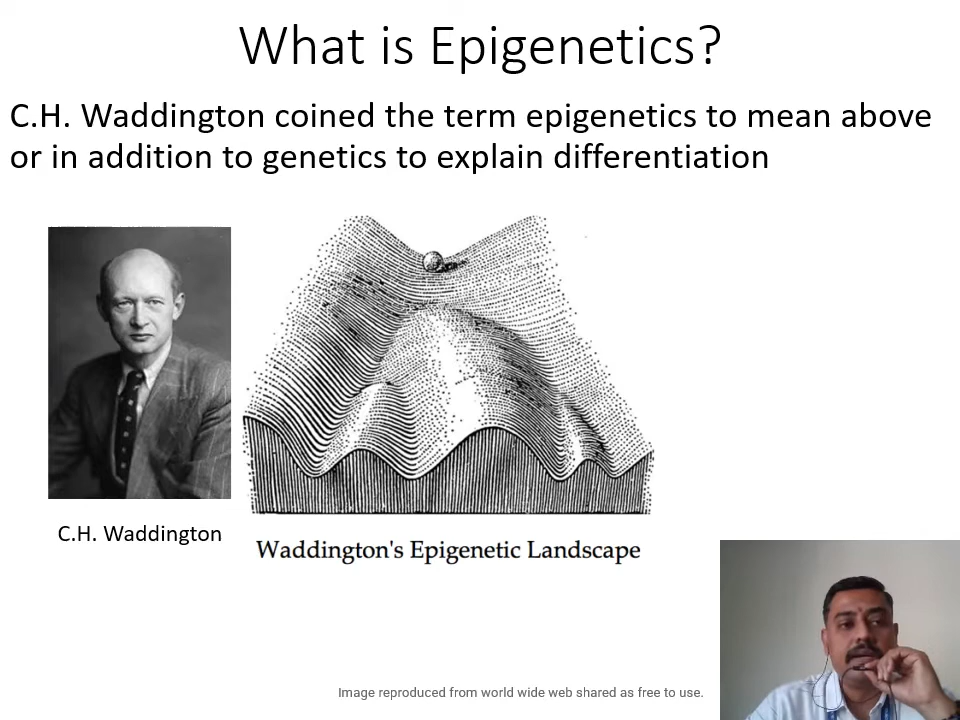 What is Epigenetics?
C.H. Waddington coined the term epigenetics to mean above
or in addition to genetics to explain differentiation
C.H. Waddington
Waddington's Epigenetic Landscape
Image reproduced from world wide web shared as free to use.